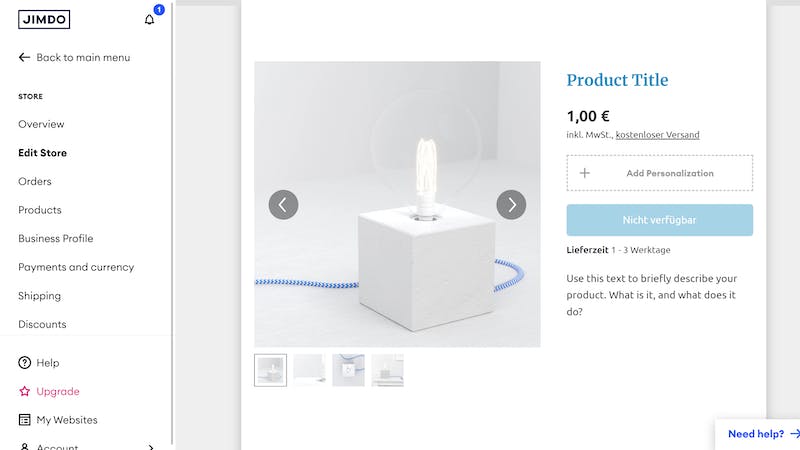 JIMDO
1
Back to main menu
STORE
Overview
Edit Store
Orders
Products
Business Profile
Payments and currency
Shipping
Discounts
Help
Upgrade
My Websites
Account
Product Title
1,00 €
inkl. MwSt., kostenloser Versand
Add Personalization
Nicht verfügbar
Lieferzeit 1 - 3 Werktage
Use this text to briefly describe your
product. What is it, and what does it
do?
Need help?